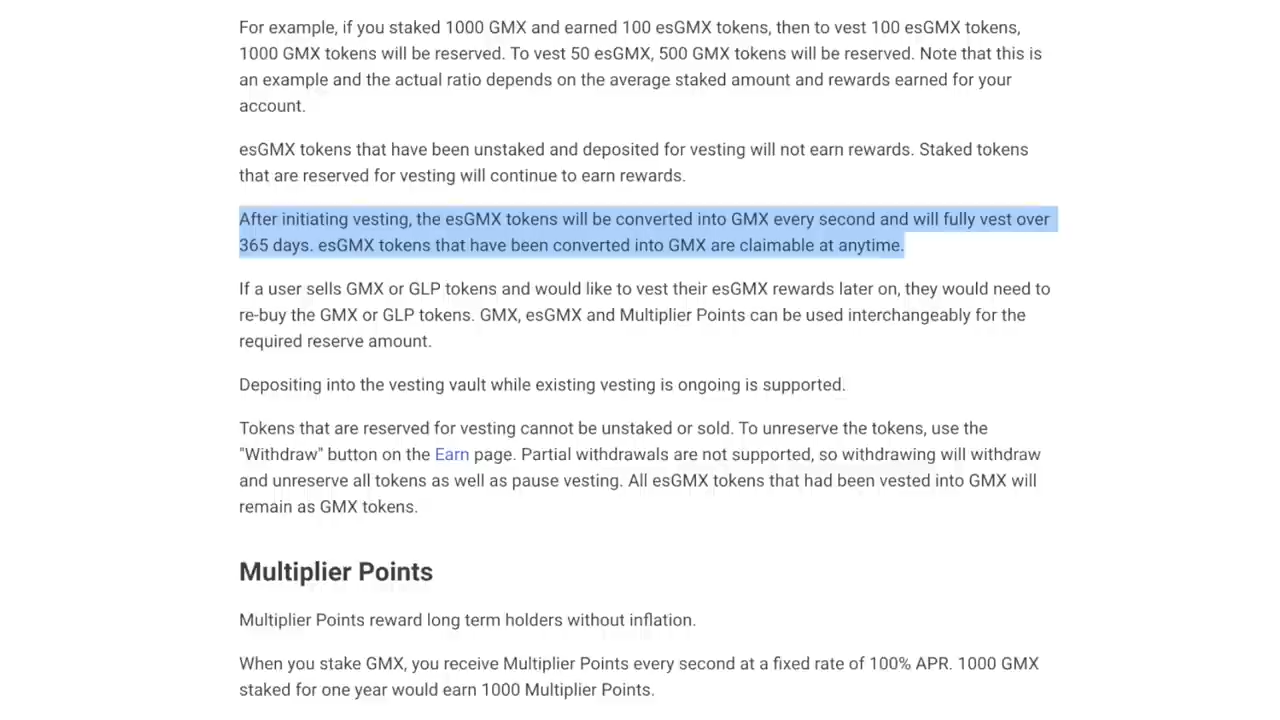 For example, if you staked 1000 GMX and earned 100 esGMX tokens, then to vest 100 esGMX tokens,
1000 GMX tokens will be reserved. To vest 50 esGMX, 500 GMX tokens will be reserved. Note that this is
an example and the actual ratio depends on the average staked amount and rewards earned for your
account.
esGMX tokens that have been unstaked and deposited for vesting will not earn rewards. Staked tokens
that are reserved for vesting will continue to earn rewards.
After initiating vesting, the esGMX tokens will be converted into GMX every second and will fully vest over
365 days. esGMX tokens that have been converted into GMX are claimable at anytime.
If a user sells GMX or GLP tokens and would like to vest their esGMX rewards later on, they would need to
re-buy the GMX or GLP tokens. GMX, esGMX and Multiplier Points can be used interchangeably for the
required reserve amount.
Depositing into the vesting vault while existing vesting is ongoing is supported.
Tokens that are reserved for vesting cannot be unstaked or sold. To unreserve the tokens, use the
"Withdraw" button on the Earn page. Partial withdrawals are not supported, so withdrawing will withdraw
and unreserve all tokens as well as pause vesting. All esGMX tokens that had been vested into GMX will
remain as GMX tokens.
Multiplier Points
Multiplier Points reward long term holders without inflation.
When you stake GMX, you receive Multiplier Points every second at a fixed rate of 100% APR. 1000 GMX
staked for one year would earn 1000 Multiplier Points.